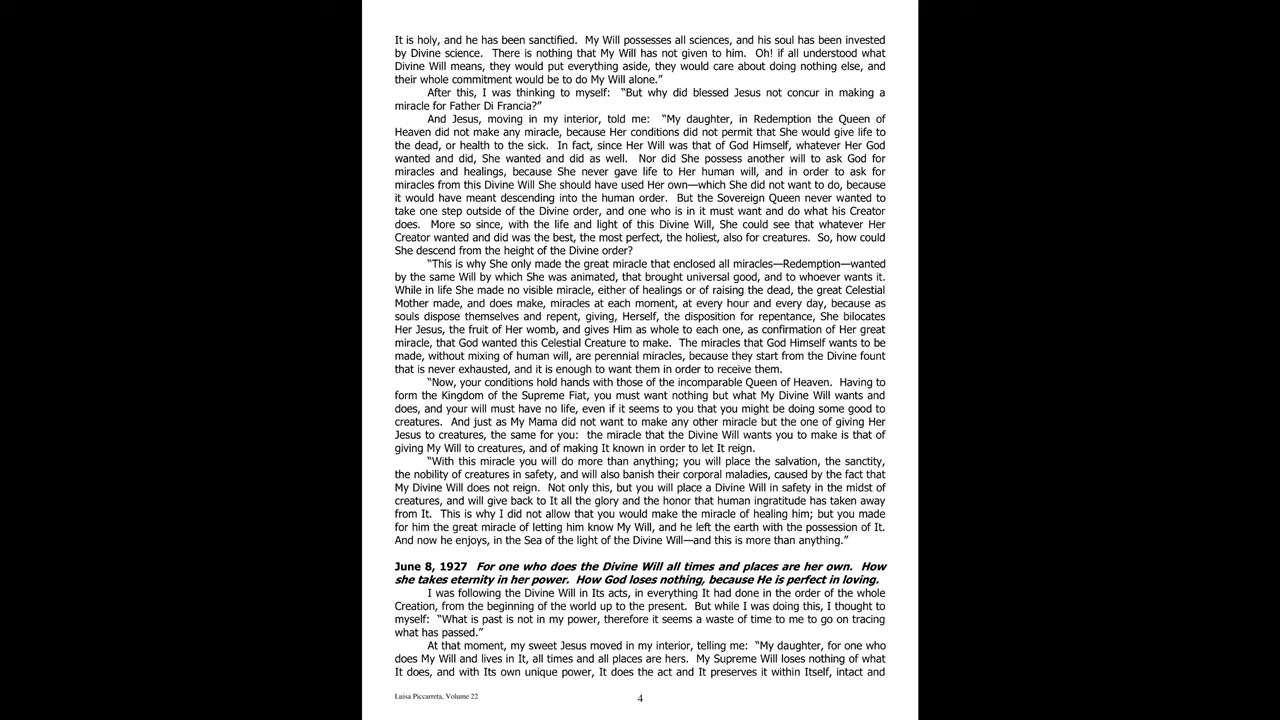 It is holy, and he has been sanctified.  My Will possesses all sciences, and his soul has been invested
by Divine science.  There is nothing that My Will has not given to him.  Oh! if all understood what
Divine Will means, they would put everything aside, they would care about doing nothing else, and
their whole commitment would be to do My Will alone.”
After this, I was thinking to myself:  “But why did blessed Jesus not concur in making a
miracle for Father Di Francia?”
And Jesus, moving in my interior, told me:  “My daughter, in Redemption the Queen of
Heaven did not make any miracle, because Her conditions did not permit that She would give life to
the dead, or health to the sick.  In fact, since Her Will was that of God Himself, whatever Her God
wanted and did, She wanted and did as well.  Nor did She possess another will to ask God for
miracles and healings, because She never gave life to Her human will, and in order to ask for
miracles from this Divine Will She should have used Her own—which She did not want to do, because
it would have meant descending into the human order.  But the Sovereign Queen never wanted to
take one step outside of the Divine order, and one who is in it must want and do what his Creator
does.  More so since, with the life and light of this Divine Will, She could see that whatever Her
Creator wanted and did was the best, the most perfect, the holiest, also for creatures.  So, how could
She descend from the height of the Divine order?
“This is why She only made the great miracle that enclosed all miracles—Redemption—wanted
by the same Will by which She was animated, that brought universal good, and to whoever wants it.
While in life She made no visible miracle, either of healings or of raising the dead, the great Celestial
Mother made, and does make, miracles at each moment, at every hour and every day, because as
souls dispose themselves and repent, giving, Herself, the disposition for repentance, She bilocates
Her Jesus, the fruit of Her womb, and gives Him as whole to each one, as confirmation of Her great
miracle, that God wanted this Celestial Creature to make.  The miracles that God Himself wants to be
made, without mixing of human will, are perennial miracles, because they start from the Divine fount
that is never exhausted, and it is enough to want them in order to receive them.
“Now, your conditions hold hands with those of the incomparable Queen of Heaven.  Having to
form the Kingdom of the Supreme Fiat, you must want nothing but what My Divine Will wants and
does, and your will must have no life, even if it seems to you that you might be doing some good to
creatures.  And just as My Mama did not want to make any other miracle but the one of giving Her
Jesus to creatures, the same for you:  the miracle that the Divine Will wants you to make is that of
giving My Will to creatures, and of making It known in order to let It reign.
“With this miracle you will do more than anything; you will place the salvation, the sanctity,
the nobility of creatures in safety, and will also banish their corporal maladies, caused by the fact that
My Divine Will does not reign.  Not only this, but you will place a Divine Will in safety in the midst of
creatures, and will give back to It all the glory and the honor that human ingratitude has taken away
from It.  This is why I did not allow that you would make the miracle of healing him; but you made
for him the great miracle of letting him know My Will, and he left the earth with the possession of It.
And now he enjoys, in the Sea of the light of the Divine Will—and this is more than anything.”
June 8, 1927  For one who does the Divine Will all times and places are her own.  How
she takes eternity in her power.  How God loses nothing, because He is perfect in loving.
I was following the Divine Will in Its acts, in everything It had done in the order of the whole
Creation, from the beginning of the world up to the present.  But while I was doing this, I thought to
myself:  “What is past is not in my power, therefore it seems a waste of time to me to go on tracing
what has passed.”
At that moment, my sweet Jesus moved in my interior, telling me:  “My daughter, for one who
does My Will and lives in It, all times and all places are hers.  My Supreme Will loses nothing of what
It does, and with Its own unique power, It does the act and It preserves it within Itself, intact and
Luisa Piccarreta, Volume 22
4